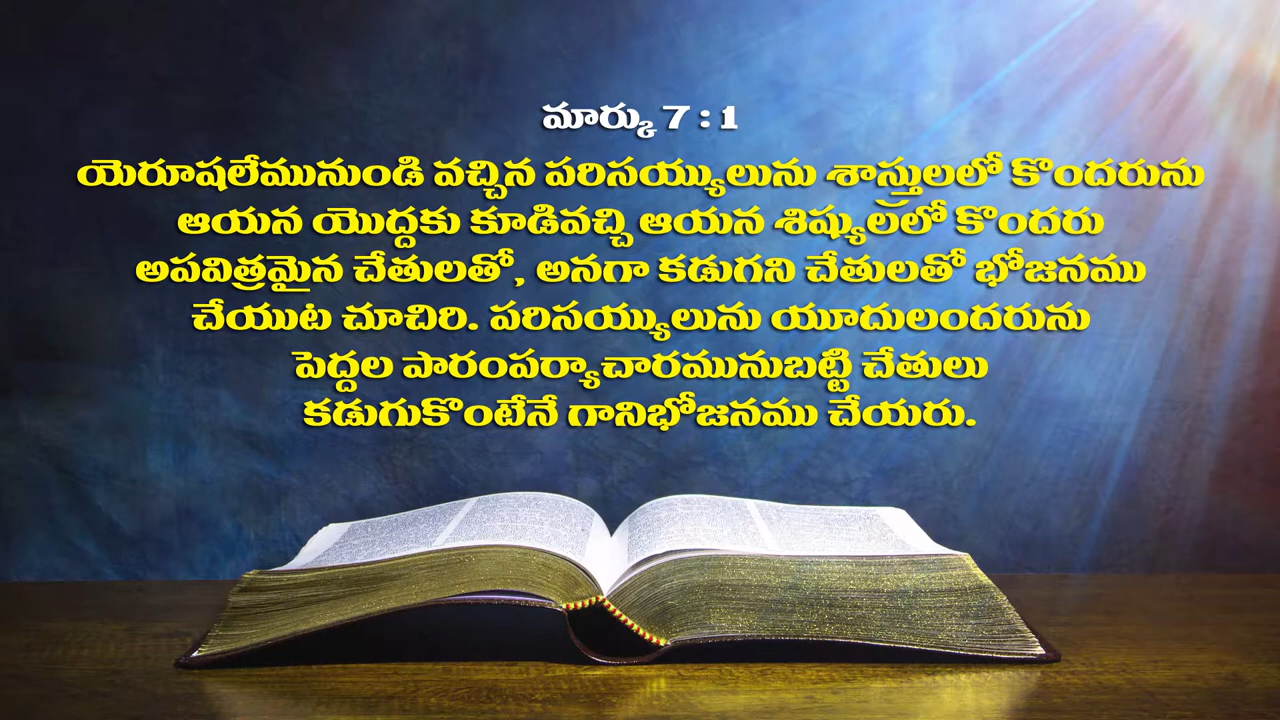 మార్కు 7 : 1
యెరూషలేమునుండి వచ్చిన పరిసయ్యులును శాస్త్రులలో కొందరును
ఆయన యొద్దకు కూడివచ్చి ఆయన శిష్యులలో కొందరు
అపవిత్రమైన చేతులతో, అనగా కడుగని చేతులతో భోజనము
చేయుట చూచిరి. పరిసయ్యులును యూదులందరును
పెద్దల పారంపర్యాచారమునుబట్టి చేతులు
కడుగుకొంటేనే గానిభోజనము చేయరు.